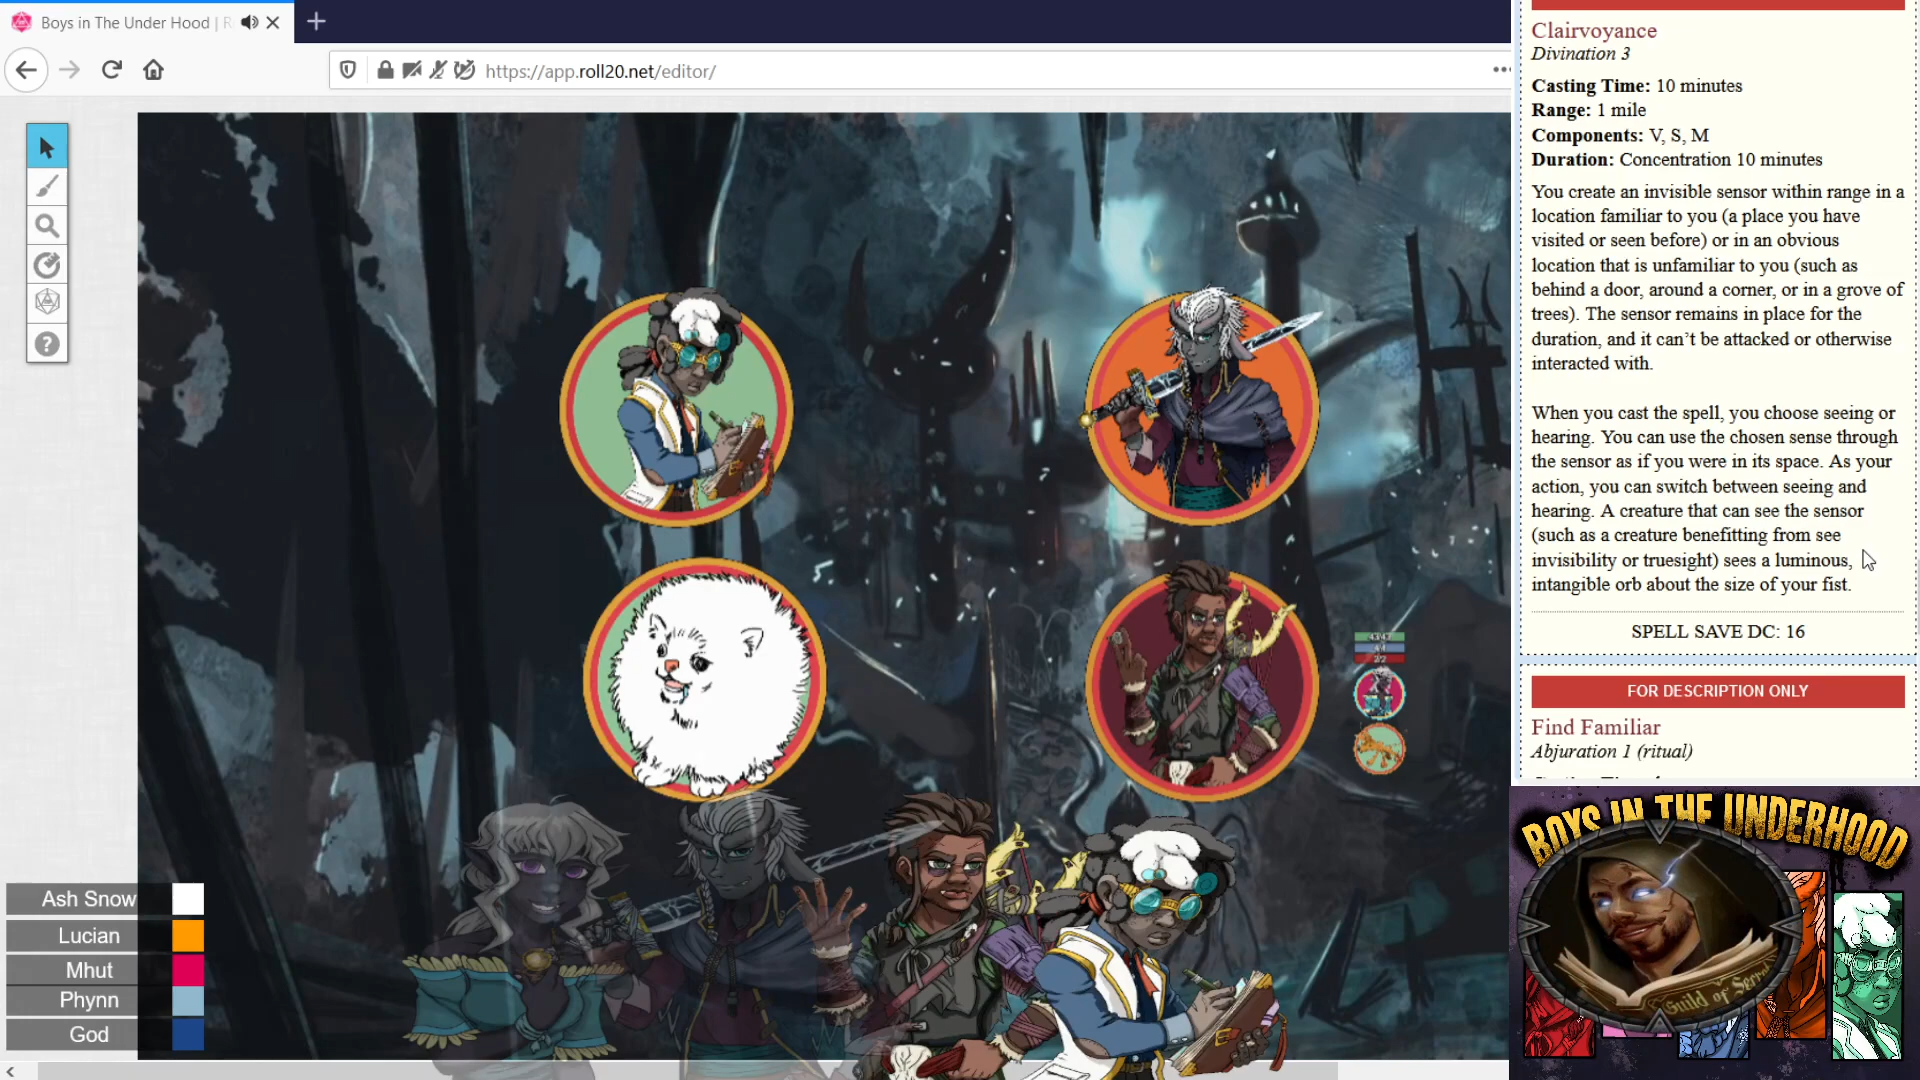 Boys in The Under Hood | R
https://app.roll20.net/editor/
Clairvoyance
Divination 3
Casting Time: 10 minutes
Range: 1 mile
Components: V, S, M
Duration: Concentration 10 minutes
You create an invisible sensor within range in a
location familiar to you (a place you have
visited or seen before) or in an obvious
location that is unfamiliar to you (such as
behind a door, around a corner, or in a grove of
trees). The sensor remains in place for the
duration, and it can’t be attacked or otherwise
interacted with.
When you cast the spell, you choose seeing or
hearing. You can use the chosen sense through
the sensor as if you were in its space. As your
action, you can switch between seeing and
hearing. A creature that can see the sensor
(such as a creature benefitting from see
invisibility or truesight) sees a luminous,
intangible orb about the size of your fist.
SPELL SAVE DC: 16
FOR DESCRIPTION ONLY
Find Familiar
Abjuration 1 (ritual)
43/43
4/4
2/2
Ash Snow
Lucian
Mhut
Phynn
God
BOYS IN THE UNDERHOOD
Guild of